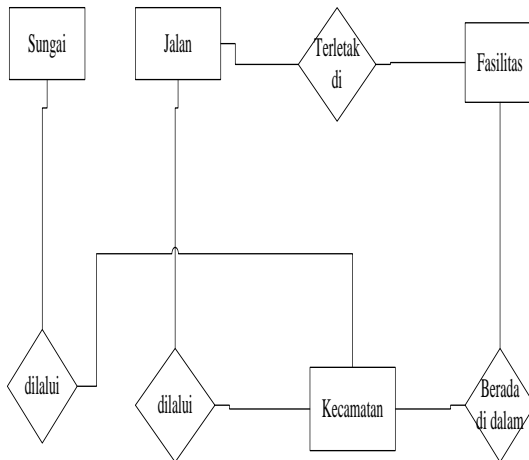 Sungai
Jalan
Terletak
di
Fasilitas
dilalui
dilalui
Kecamatan
Berada
di dalam